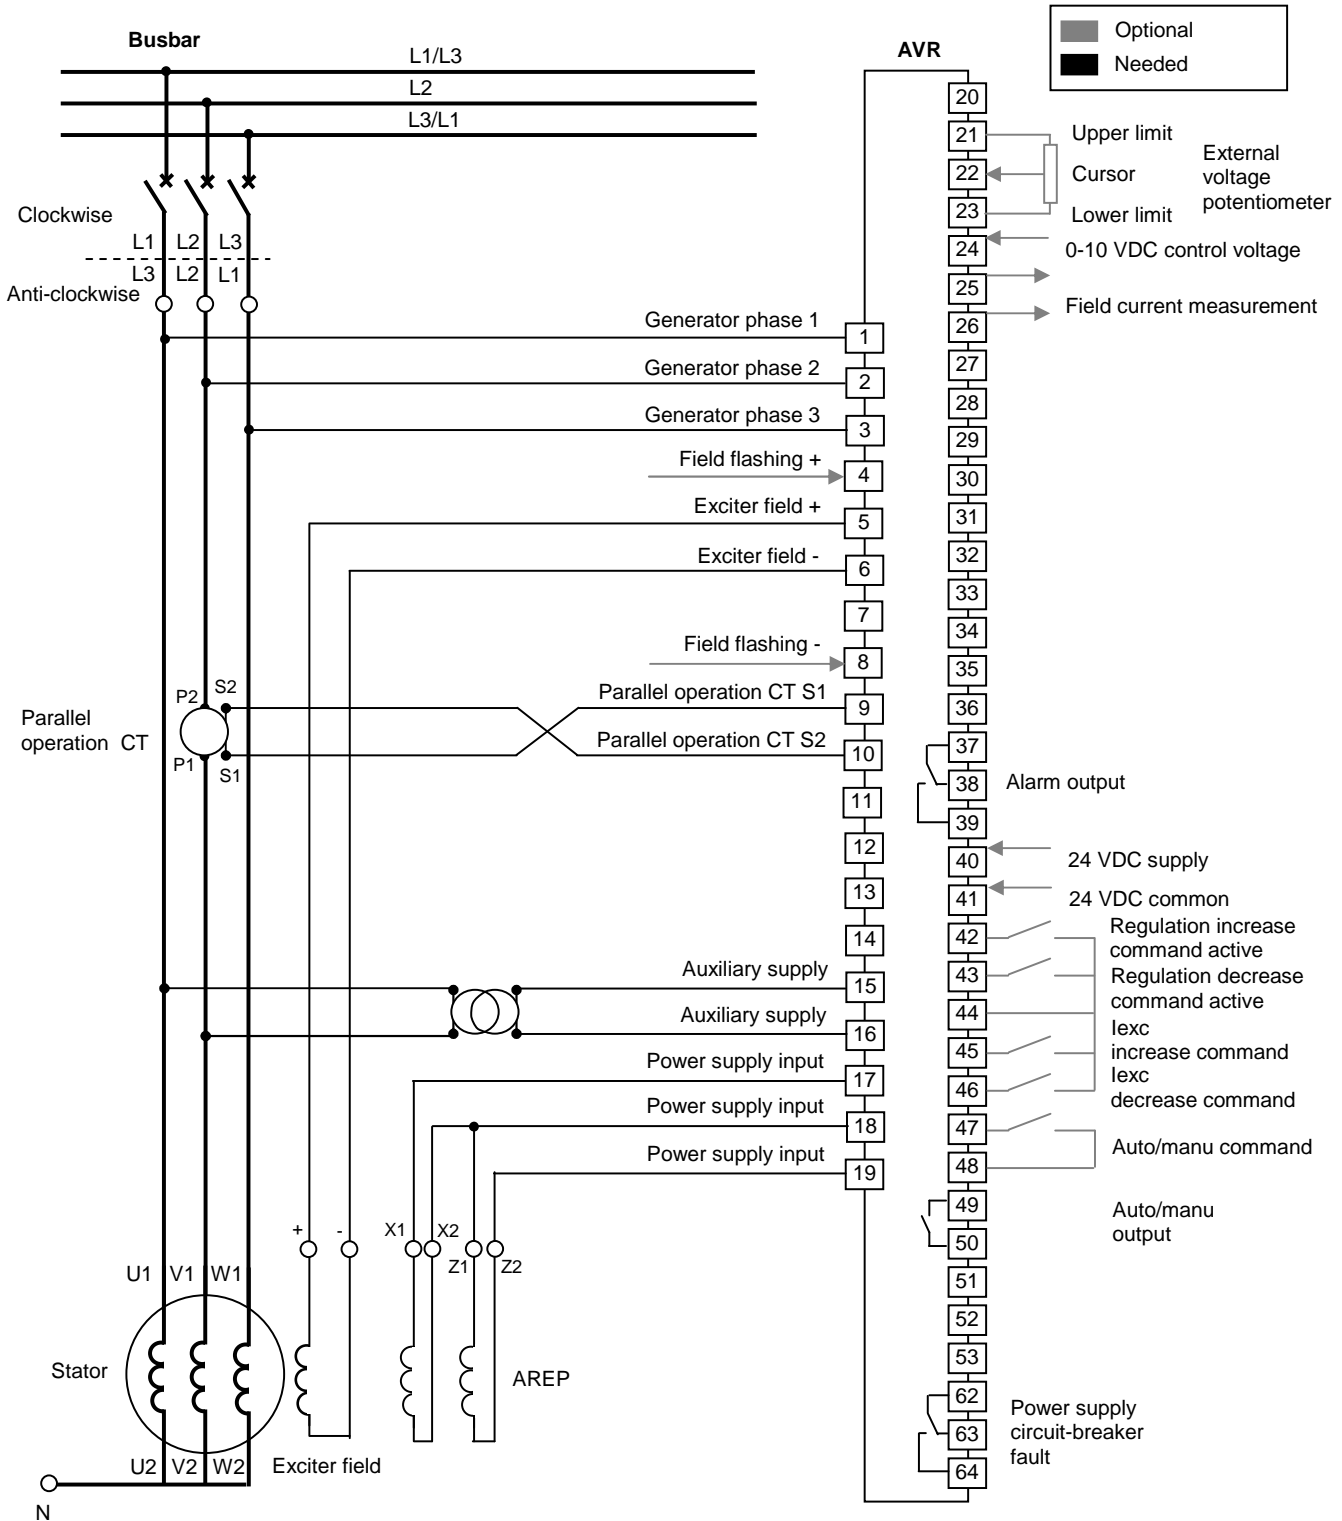 Busbar
L1/L3
L2
L3/L1
AVR
Optional
Needed
Clockwise
L1 L2 L3
L3 L2 L1
Anti-clockwise
Generator phase 1
1
Generator phase 2
2
Generator phase 3
3
Field flashing +
4
Exciter field +
5
Exciter field -
6
7
Field flashing -
8
Parallel operation CT S1
9
Parallel operation CT S2
10
11
12
13
14
Auxiliary supply
15
Auxiliary supply
16
Power supply input
17
Power supply input
18
Power supply input
19
Parallel
operation CT
P2
S2
P1
S1
+
-
X1
X2
Z1
Z2
U1 V1 W1
Stator
AREP
U2 V2 W2
Exciter field
N
20
21
Upper limit
22
Cursor
23
Lower limit
External
voltage
potentiometer
24
0-10 VDC control voltage
25
26
Field current measurement
27
28
29
30
31
32
33
34
35
36
37
38
Alarm output
39
40
24 VDC supply
41
24 VDC common
42
Regulation increase
command active
43
Regulation decrease
command active
44
45
Iexc
increase command
46
Iexc
decrease command
47
Auto/manu command
48
49
Auto/manu
output
50
51
52
53
62
63
Power supply
circuit-breaker
fault
64